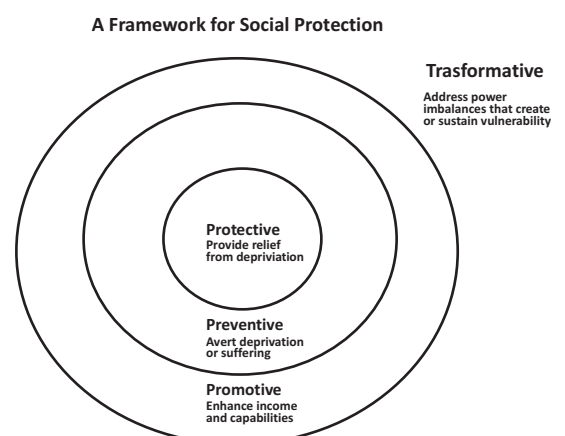 A Framework for Social Protection
Trasformative
Address power
imbalances that create
or sustain vulnerability
Protective
Provide relief
from depriviation
Preventive
Avert deprivation
or suffering
Promotive
Enhance income
and capabilities